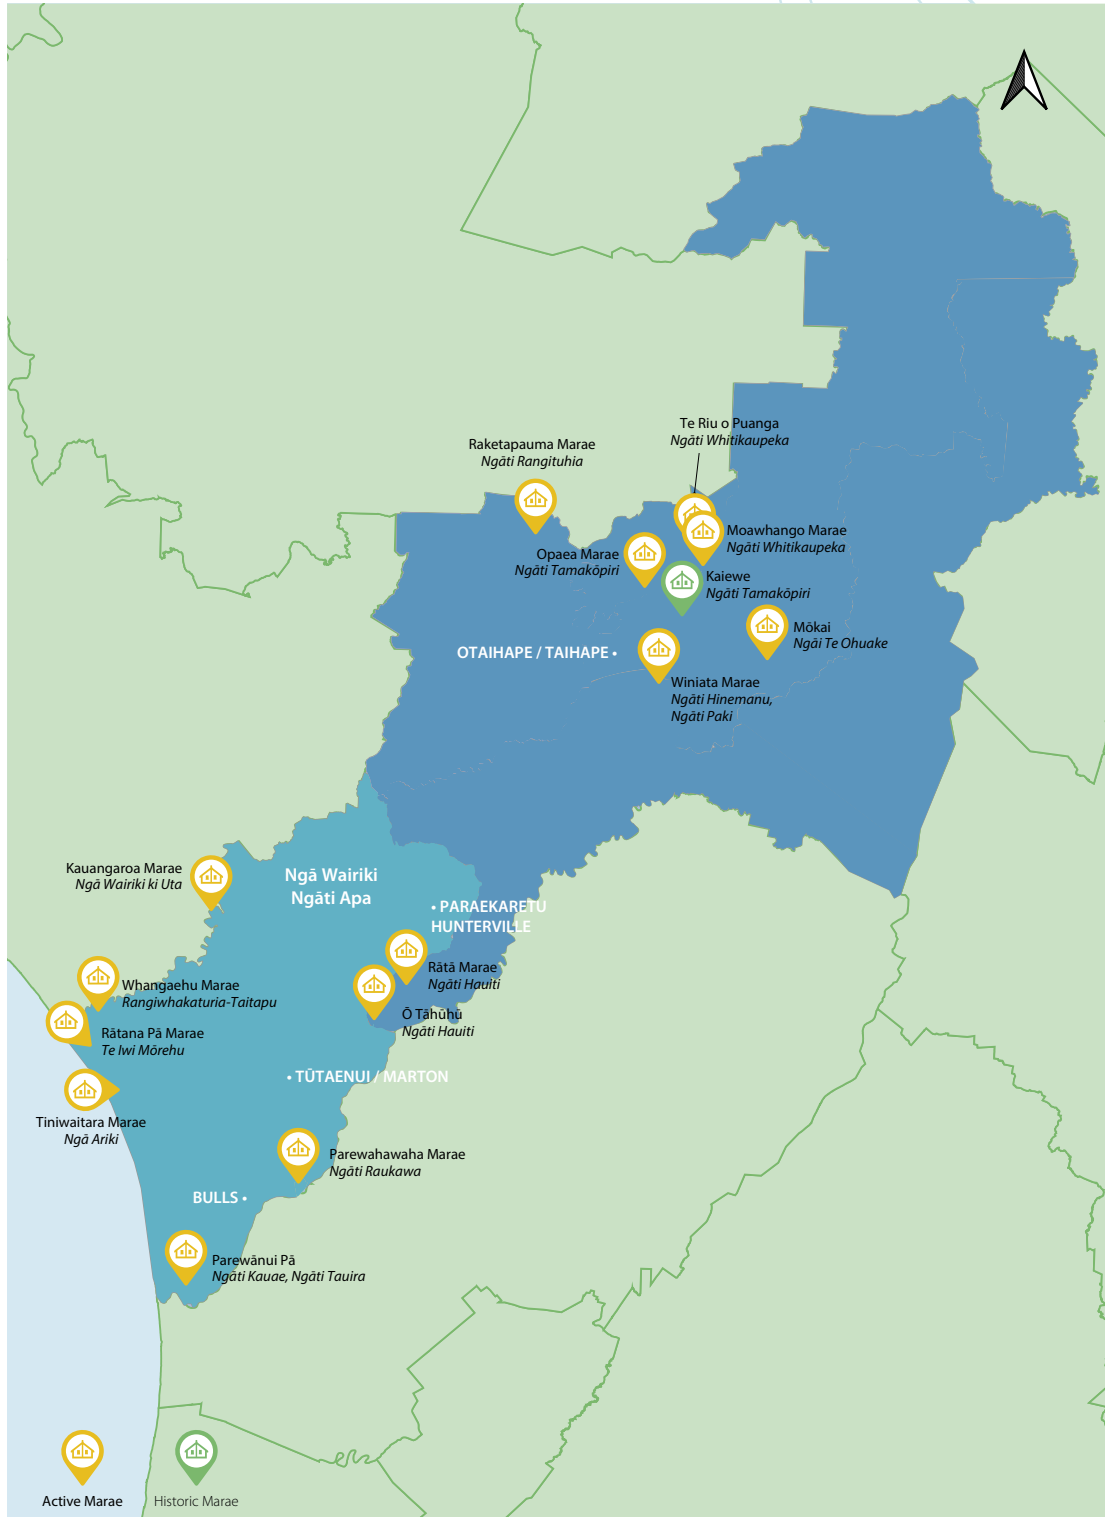 Te Riu o Puanga
Ngāti Whitikaupeka
Raketapauma Marae
Ngāti Rangituhia
Moawhango Marae
Ngāti Whitikaupeka
Opaea Marae
Ngāti Tamakōpiri
Kaiewe
Ngāti Tamakōpiri
Mōkai
Ngāi Te Ohuake
OTAIHAPE / TAIHAPE •
Winiata Marae
Ngāti Hinemanu,
Ngāti Paki
Kauangaroa Marae
Ngā Wairiki ki Uta
Ngā Wairiki
Ngāti Apa
• PARAEKARETU
HUNTERVILLE
Rātā Marae
Ngāti Hauiti
Whangaehu Marae
Rangiwhakaturia-Taitapu
Ō Tāhūhū
Ngāti Hauiti
Rātana Pā Marae
Te Iwi Mōrehu
• TŪTAENUI / MARTON
Tiniwaitara Marae
Ngā Ariki
Parewahawaha Marae
Ngāti Raukawa
BULLS •
Parewānui Pā
Ngāti Kauae, Ngāti Tauira
Active Marae
Historic Marae